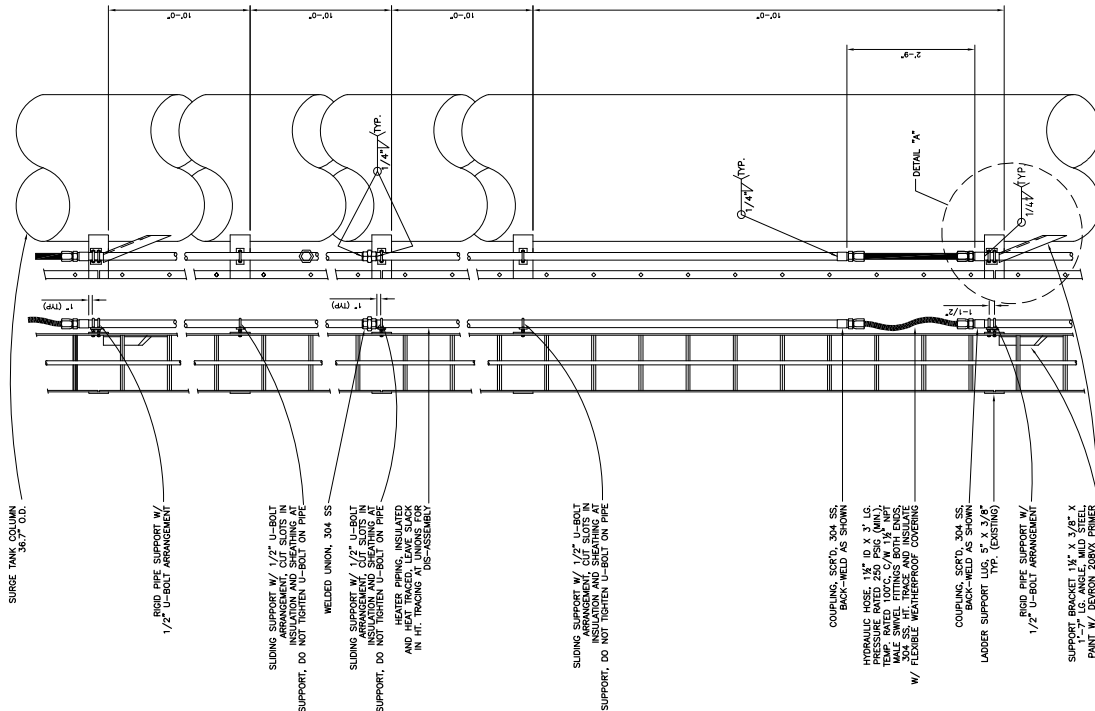 10'-0"
10'-0"
10'-0"
10'-0"
2'-9"
DETAIL "A"
1/4" (TYP.
1/4" (TYP.
1/4 (TYP.
1" (TYP)
1" (TYP)
1-1/2"
SURGE TANK COLUMN
36.7" O.D.
RIGID PIPE SUPPORT W/
1/2" U-BOLT ARRANGEMENT
SLIDING SUPPORT W/ 1/2" U-BOLT
ARRANGEMENT, CUT SLOTS IN
INSULATION AND SHEATHING AT
SUPPORT, DO NOT TIGHTEN U-BOLT ON PIPE
WELDED UNION, 304 SS
SLIDING SUPPORT W/ 1/2" U-BOLT
ARRANGEMENT, CUT SLOTS IN
INSULATION AND SHEATHING AT
SUPPORT, DO NOT TIGHTEN U-BOLT ON PIPE
HEATER PIPING, INSULATED
AND HEAT TRACED, LEAVE SLACK
IN HT. TRACING AT UNIONS FOR
DIS-ASSEMBLY
SLIDING SUPPORT W/ 1/2" U-BOLT
ARRANGEMENT, CUT SLOTS IN
INSULATION AND SHEATHING AT
SUPPORT, DO NOT TIGHTEN U-BOLT ON PIPE
COUPLING, SCR'D, 304 SS,
BACK-WELD AS SHOWN
HYDRAULIC HOSE, 1½" ID X 3' LG.
PRESSURE RATED 250 PSIG (MIN.),
TEMP. RATED 100°C, C/W 1½" NPT
MALE SWIVEL FITTINGS BOTH ENDS,
304 SS, HT. TRACE AND INSULATE
W/ FLEXIBLE WEATHERPROOF COVERING
COUPLING, SCR'D, 304 SS,
BACK-WELD AS SHOWN
LADDER SUPPORT LUG, 5" X 3/8"
TYP. (EXISTING)
RIGID PIPE SUPPORT W/
1/2" U-BOLT ARRANGEMENT
SUPPORT BRACKET 1½" X 3/8" X
1'-7" LG. ANGLE, MILD STEEL,
PAINT W/ DEVRON 208VX PRIMER